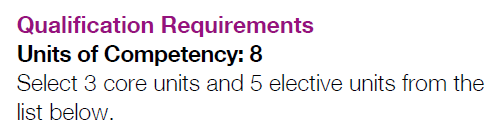 Qualification Requirements
Units of Competency: 8
Select 3 core units and 5 elective units from the
list below.